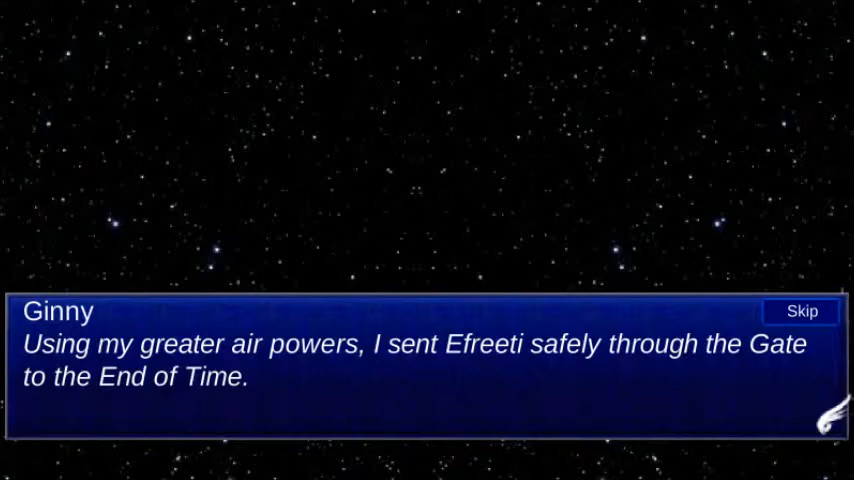 Ginny
Skip
Using my greater air powers, I sent Efreeti safely through the Gate
to the End of Time.